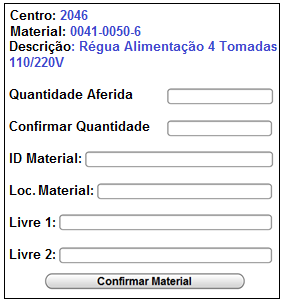 Centro: 2046
Material: 0041-0050-6
Descrição: Régua Alimentação 4 Tomadas
110/220V
Quantidade Aferida
Confirmar Quantidade
ID Material:
Loc. Material:
Livre 1:
Livre 2:
Confirmar Material